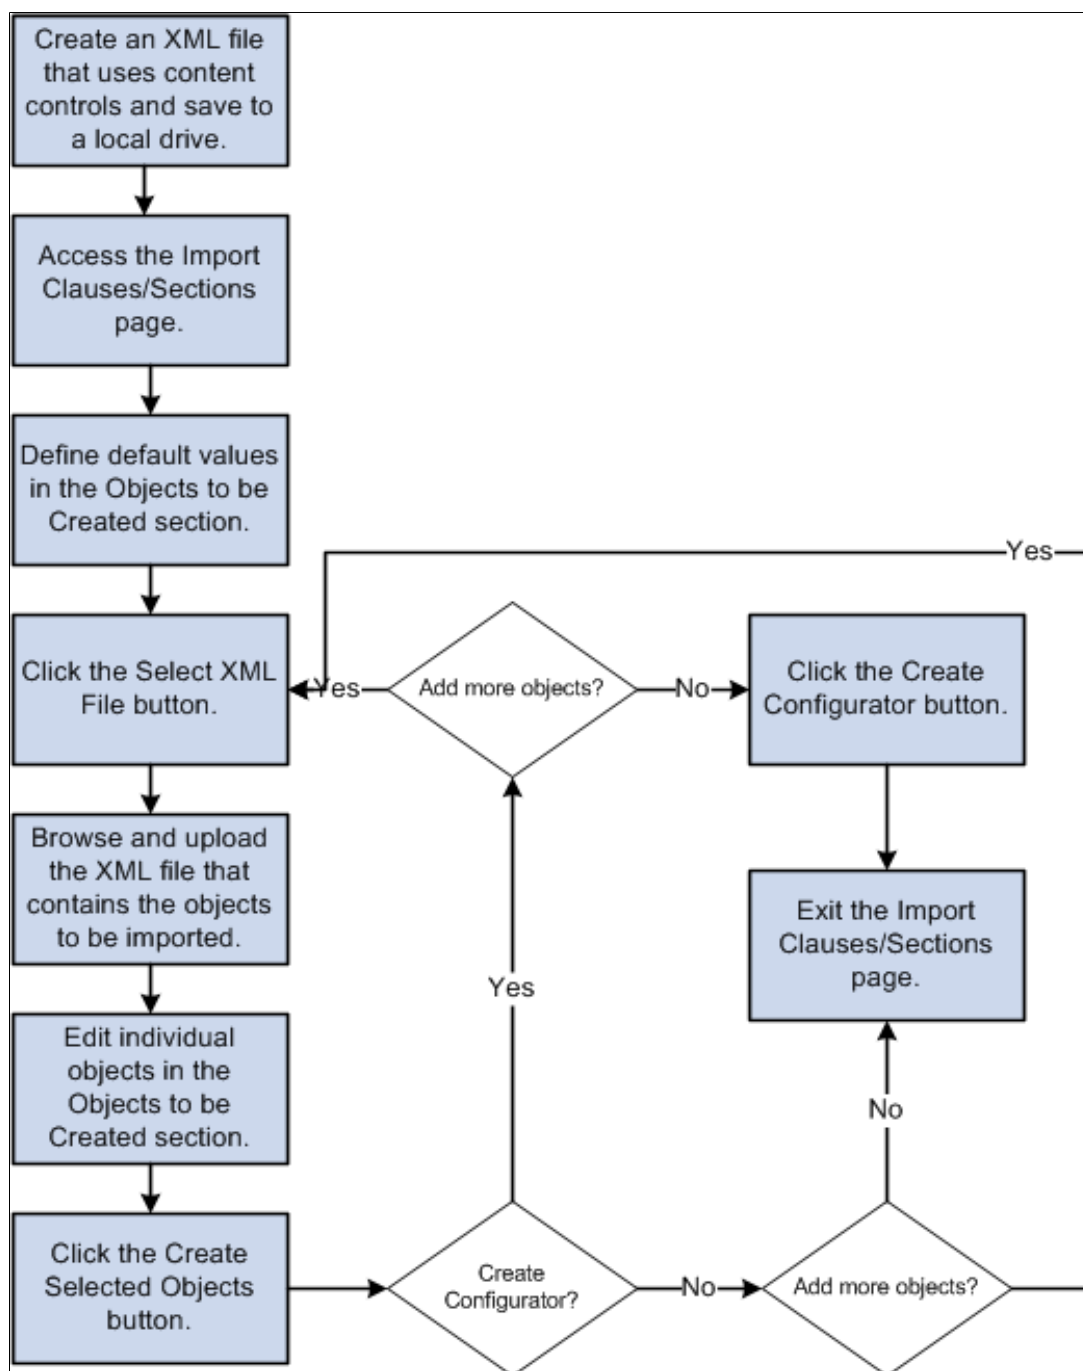 Create an XML file
that uses content
controls and save to
a local drive.
Access the Import
Clauses/Sections
page.
Define default values
in the Objects to be
Created section.
Yes
Click the Select XML
File button.
Yes
Add more objects?
No
Click the Create
Configurator button.
Browse and upload
the XML file that
contains the objects
to be imported.
Exit the Import
Clauses/Sections
page.
Yes
Edit individual
objects in the
Objects to be
Created section.
No
Click the Create
Selected Objects
button.
Create
Configurator?
No
Add more objects?